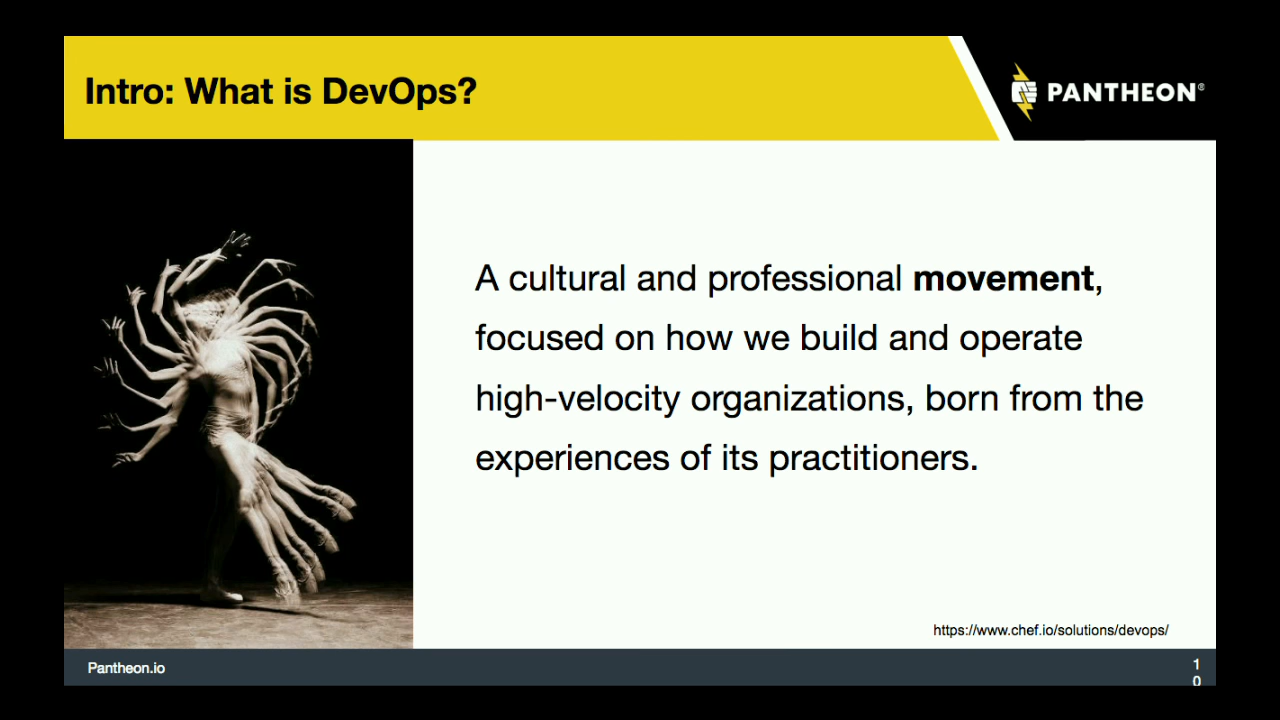 Intro: What is DevOps?
PANTHEON®
A cultural and professional movement,
focused on how we build and operate
high-velocity organizations, born from the
experiences of its practitioners.
https://www.chef.io/solutions/devops/
Pantheon.io
1
0